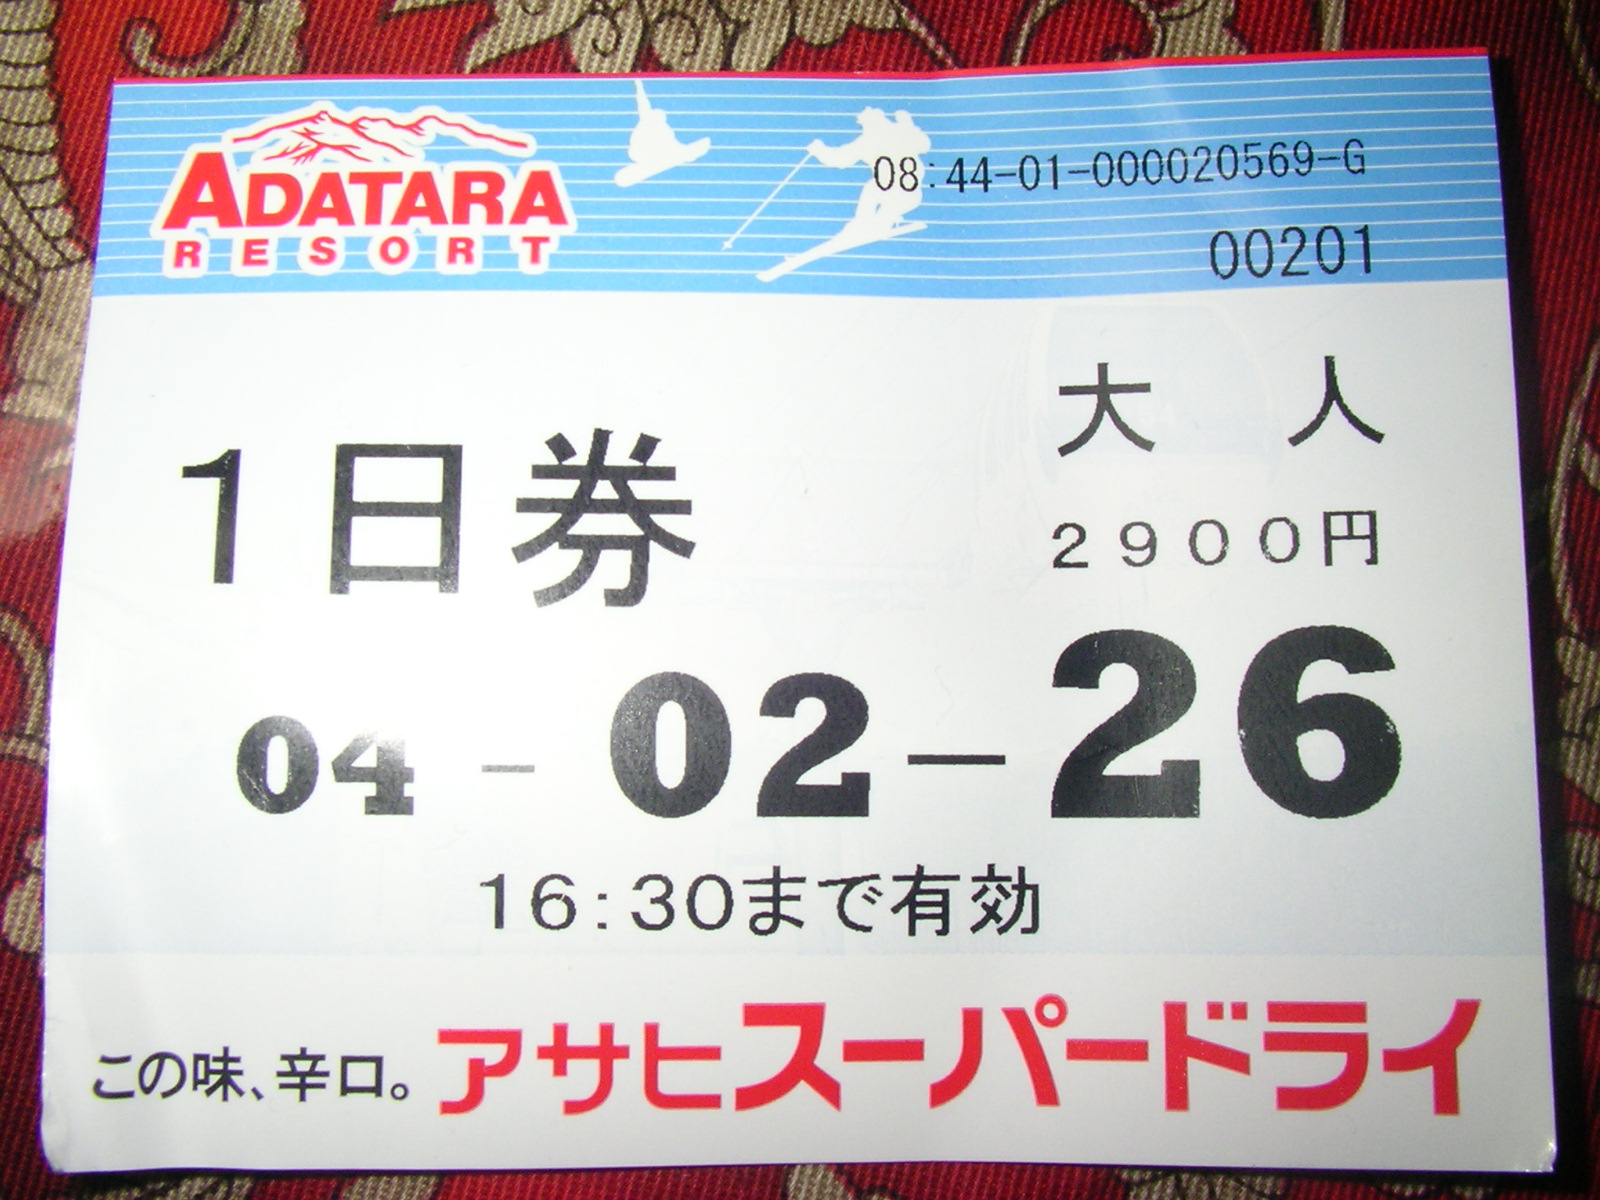 ADATARA
RESORT
08:44-01-000020569-G
00201
大 人
1日券
2900円
04-02-26
16:30まで有効
この味、辛口。アサヒスーパードライ